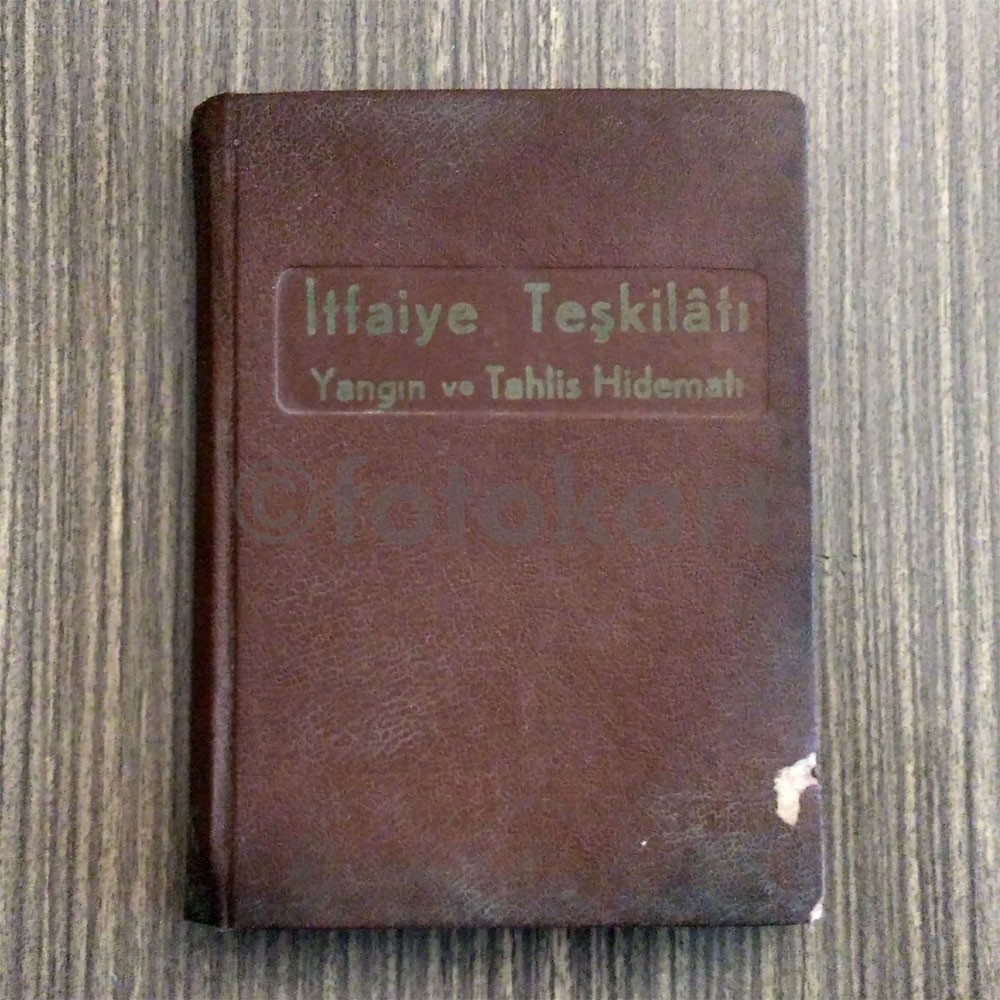 İtfaiye Teşkilâtı
Yangın ve Tahlis Hidematı
©fotokart